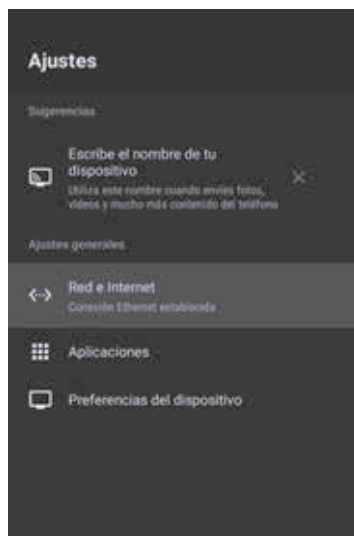 Ajustes
Sugerencias
Escribe el nombre de tu
dispositivo
Utiliza este nombre cuando envíes fotos,
vídeos y mucho más contenido del teléfono
Ajustes generales
Red e Internet
Conexión Ethernet establecida
Aplicaciones
Preferencias del dispositivo